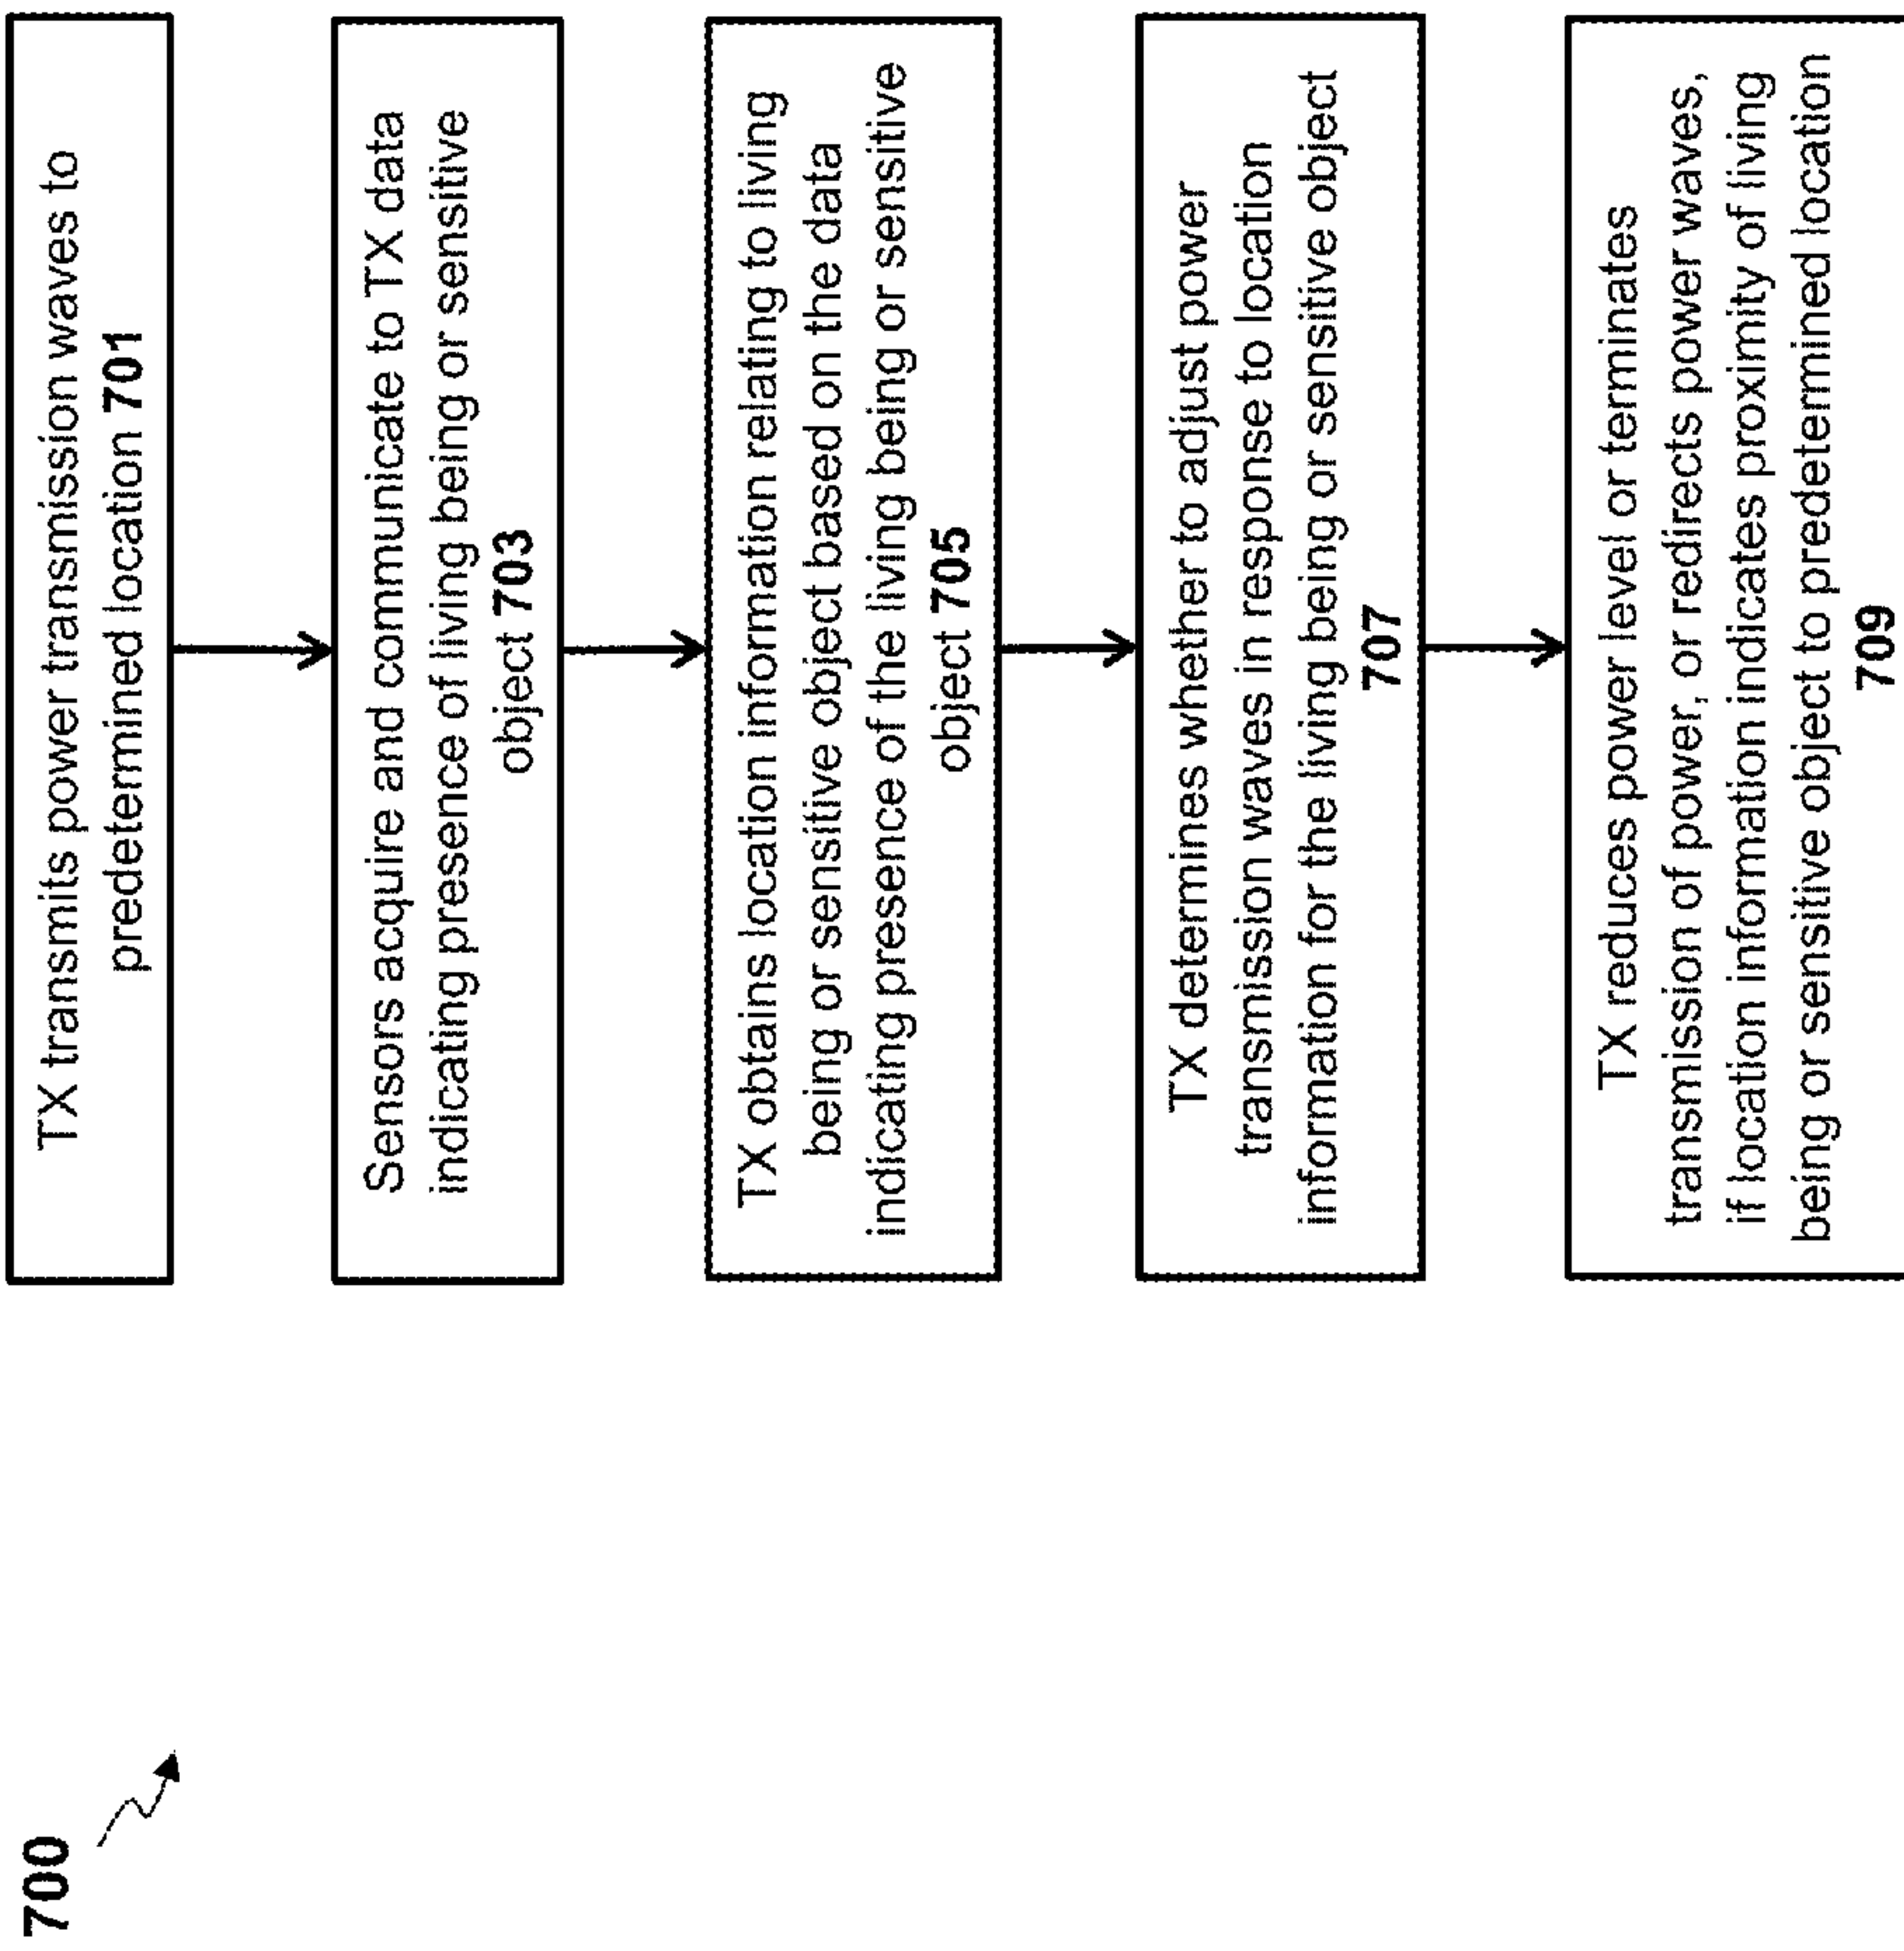 700
TX transmits power transmission waves to
predetermined location 701
Sensors acquire and communicate to TX data
indicating presence of living being or sensitive
object 703
TX obtains location information relating to living
being or sensitive object based on the data
indicating presence of the living being or sensitive
object 705
TX determines whether to adjust power
transmission waves in response to location
information for the living being or sensitive object
707
TX reduces power level or terminates
transmission of power, or redirects power waves,
if location information indicates proximity of living
being or sensitive object to predetermined location
709